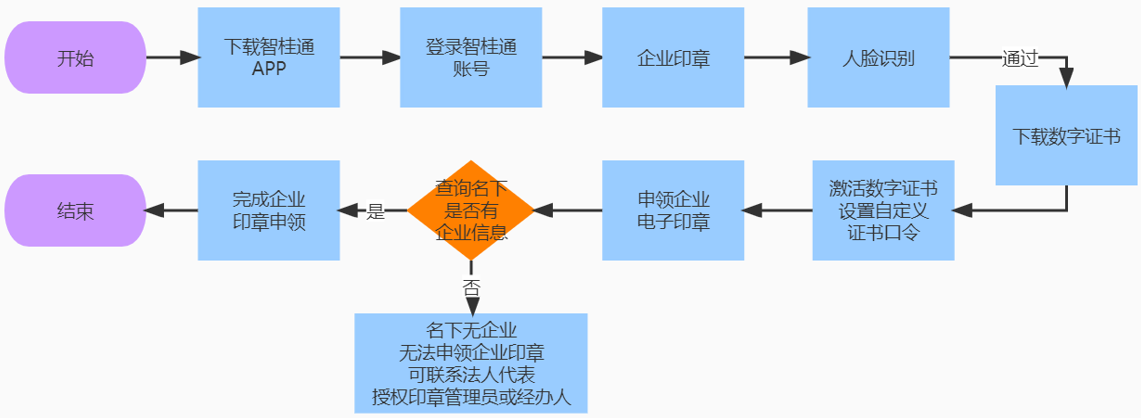 开始
下载智桂通
APP
登录智桂通
账号
企业印章
人脸识别
通过
下载数字证书
激活数字证书
设置自定义
证书口令
申领企业
电子印章
查询名下
是否有
企业信息
是
完成企业
印章申领
结束
否
名下无企业
无法申领企业印章
可联系法人代表
授权印章管理员或经办人